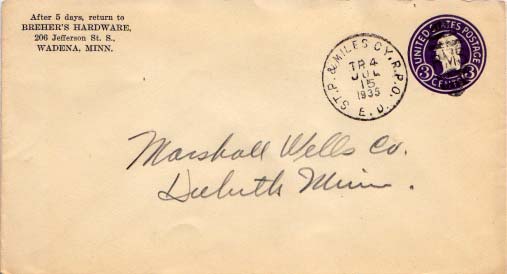 After 5 days, return to
BREHER'S HARDWARE,
206 Jefferson St. S.,
WADENA, MINN.
ST. P. & MILES CY. R.P.O.
TR 4
JUL
15
1935
E.D.
UNITED STATES POSTAGE
3 CENTS 3
Marshall Wells Co.
Duluth Minn.